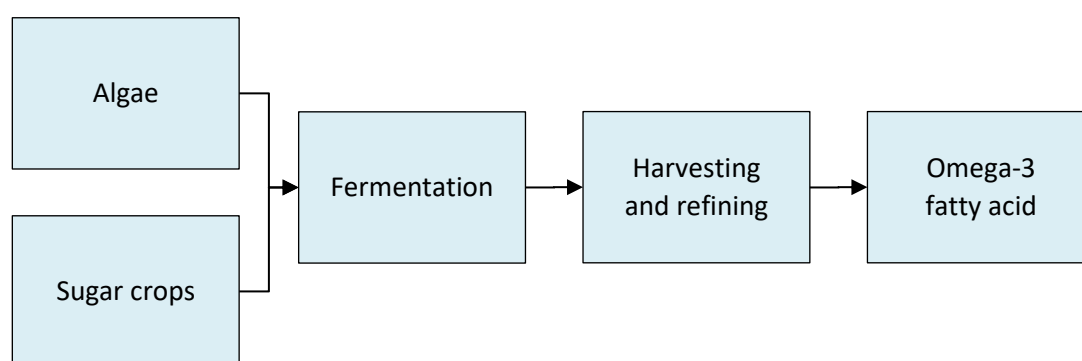 Algae
Sugar crops
Fermentation
Harvesting
and refining
Omega-3
fatty acid